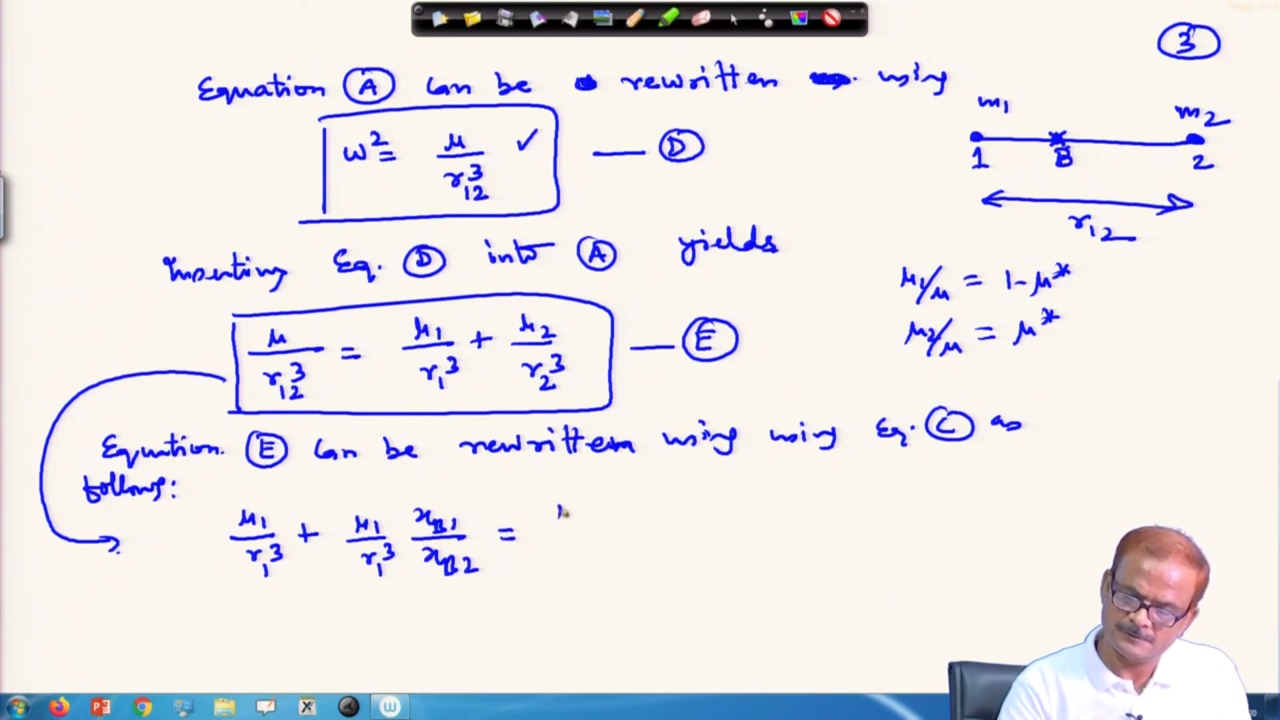 3
Equation A can be rewritten using
ω² = μ / r₁₂³ ✓ — D
m₁ m₂
1 B 2
r₁₂
Inserting Eq. D into A yields
μ₁/μ = 1 - μ*
μ₂/μ = μ*
μ / r₁₂³ = μ₁ / r₁³ + μ₂ / r₂³ — E
Equation E can be rewritten using using Eq. C as
follows:
μ₁ / r₁³ + μ₁ / r₁³ x_B1 / x_B2 =